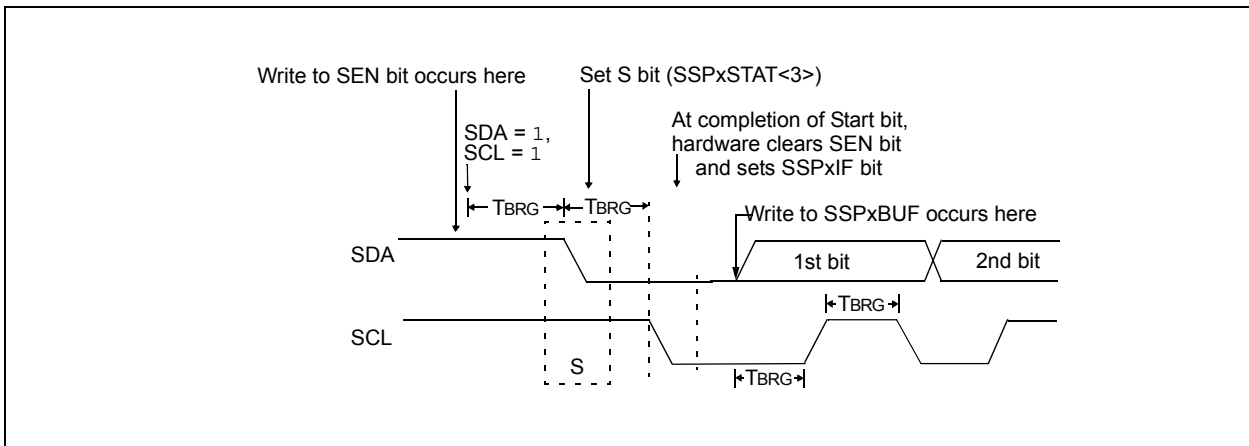 Write to SEN bit occurs here
Set S bit (SSPxSTAT<3>)
SDA = 1,
SCL = 1
At completion of Start bit,
hardware clears SEN bit
and sets SSPxIF bit
TBRG
TBRG
Write to SSPxBUF occurs here
SDA
1st bit
2nd bit
TBRG
SCL
S
TBRG